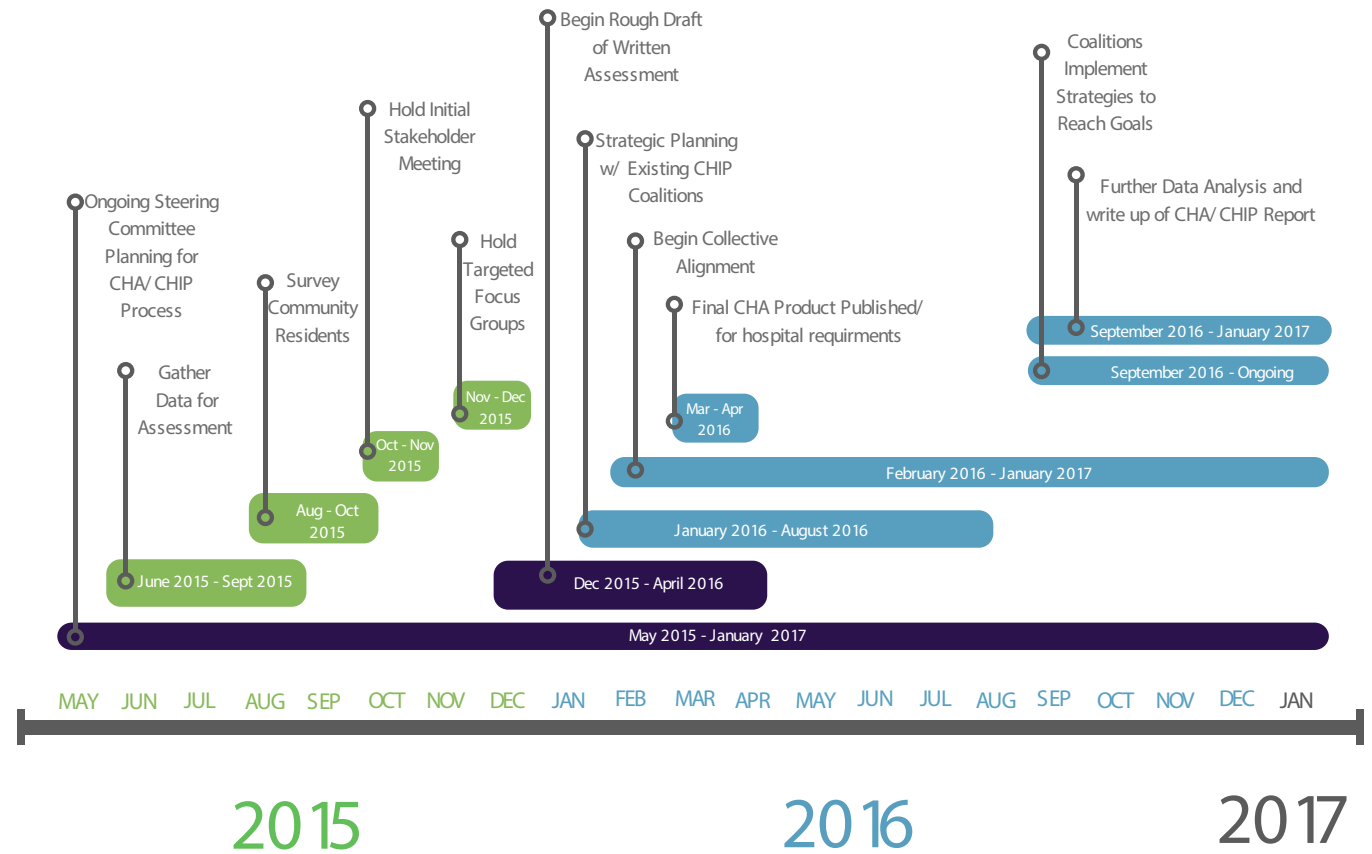 Begin Rough Draft
of Written
Assessment
Coalitions
Implement
Strategies to
Reach Goals
Hold Initial
Stakeholder
Meeting
Strategic Planning
w/ Existing CHIP
Coalitions
Further Data Analysis and
write up of CHA/ CHIP Report
Ongoing Steering
Committee
Planning for
CHA/ CHIP
Process
Hold
Targeted
Focus
Groups
Begin Collective
Alignment
Survey
Community
Residents
Final CHA Product Published/
for hospital requirments
Gather
Data for
Assessment
September 2016 - January 2017
September 2016 - Ongoing
Nov - Dec
2015
Mar - Apr
2016
Oct - Nov
2015
February 2016 - January 2017
Aug - Oct
2015
January 2016 - August 2016
June 2015 - Sept 2015
Dec 2015 - April 2016
May 2015 - January 2017
MAY JUN JUL AUG SEP OCT NOV DEC JAN FEB MAR APR MAY JUN JUL AUG SEP OCT NOV DEC JAN
2015 2016 2017